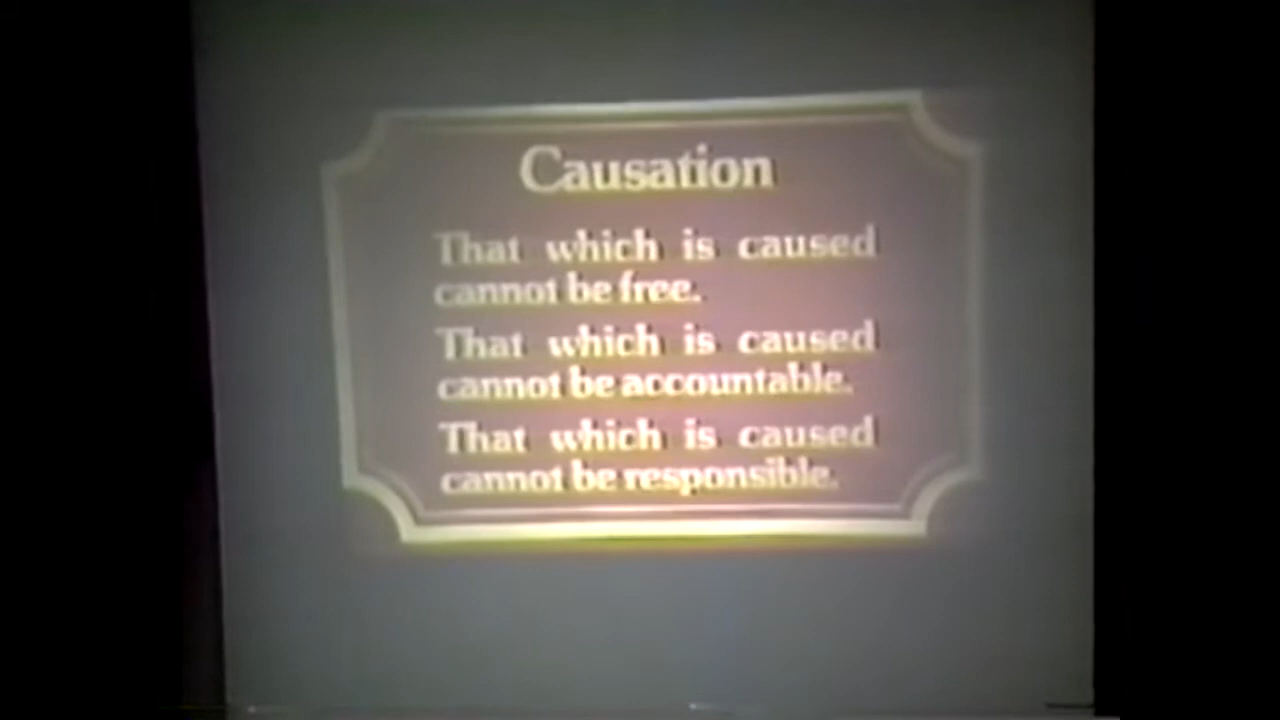 Causation
That which is caused
cannot be free.
That which is caused
cannot be accountable.
That which is caused
cannot be responsible.